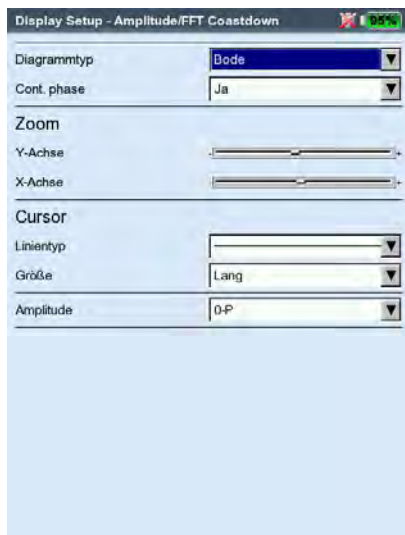 Display Setup - Amplitude/FFT Coastdown 95%
Diagrammtyp Bode
Cont. phase Ja
Zoom
Y-Achse - +
X-Achse - +
Cursor
Linientyp
Größe Lang
Amplitude 0-P